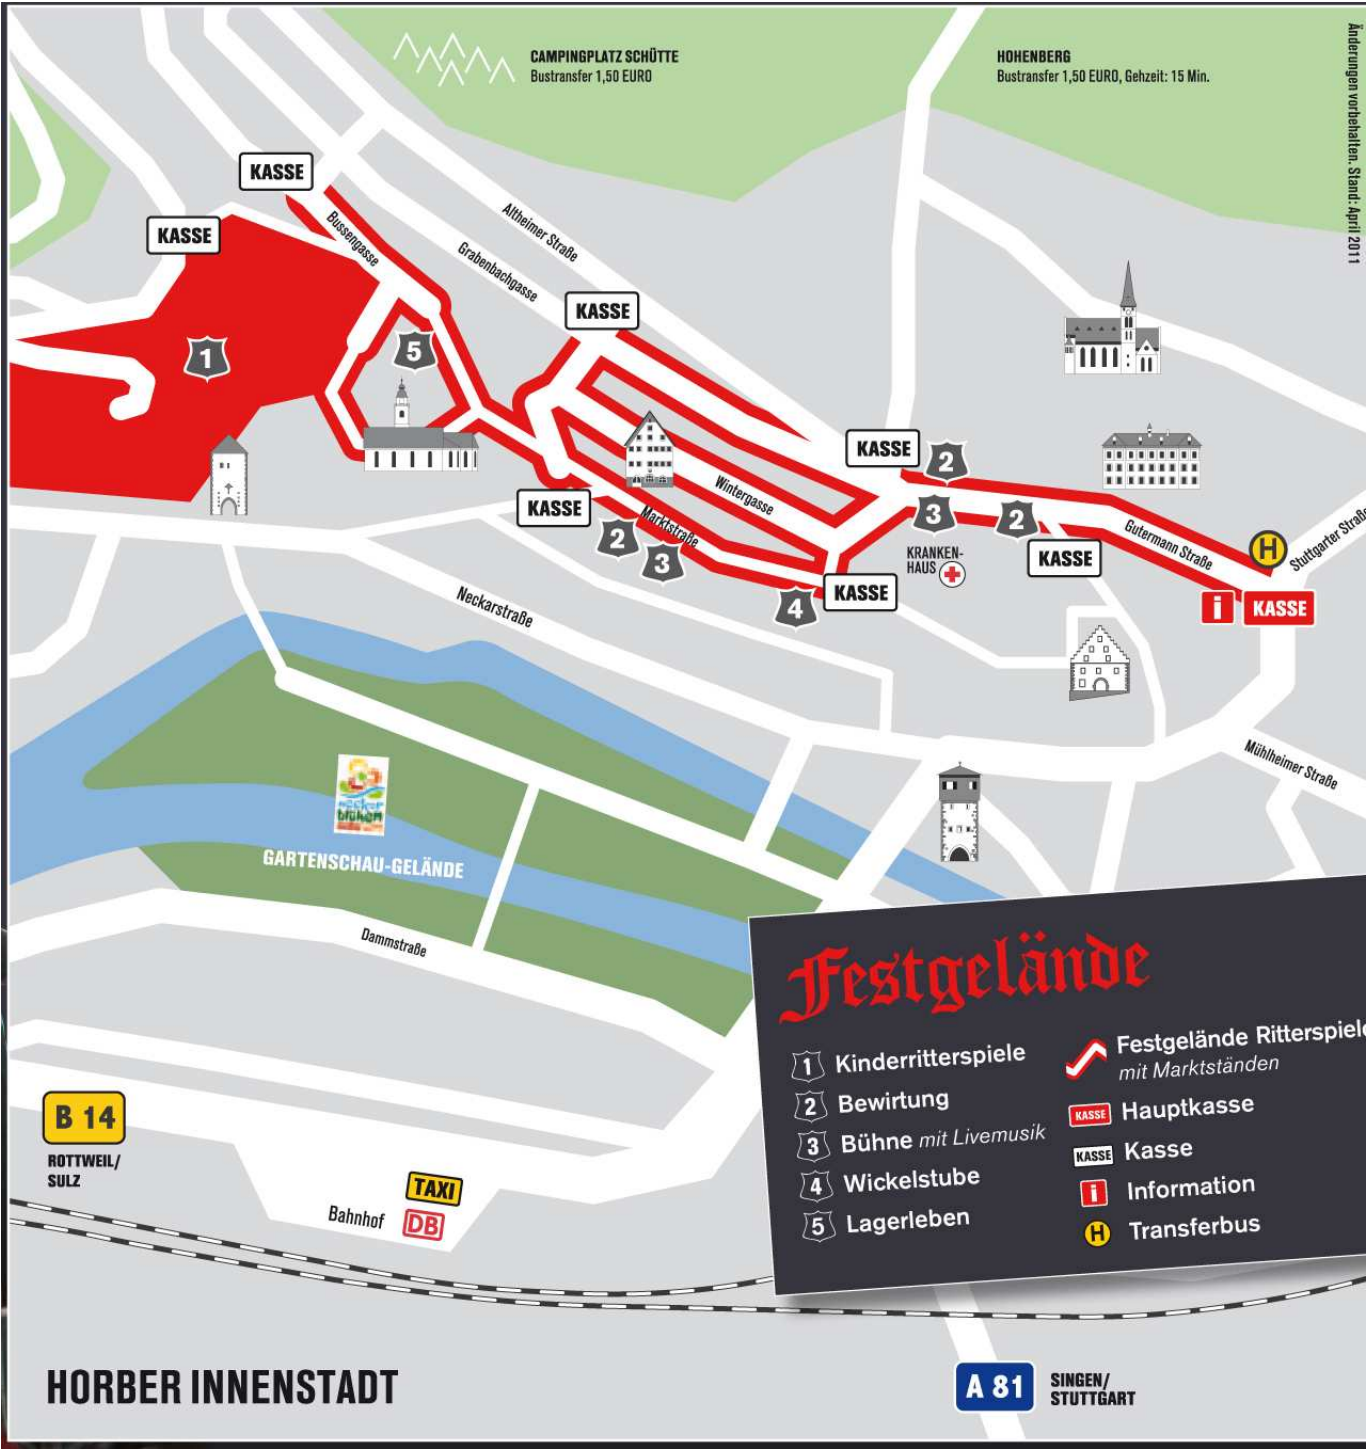 CAMPINGPLATZ SCHÜTTE
Bustransfer 1,50 EURO
HOHENBERG
Bustransfer 1,50 EURO, Gehzeit: 15 Min.
Änderungen vorbehalten. Stand: April 2011
KASSE
KASSE
Bussengasse
Altheimer Straße
Grabenbachgasse
KASSE
1
5
KASSE
2
Wintergasse
KASSE
Marktstraße
2
3
3
2
Gutermann Straße
KRANKEN-
HAUS
KASSE
H
Stuttgarter Straße
4
KASSE
i
KASSE
Neckarstraße
Mühlheimer Straße
neckar
blühen
GARTENSCHAU-GELÄNDE
Dammstraße
Festgelände
1 Kinderritterspiele
2 Bewirtung
3 Bühne mit Livemusik
4 Wickelstube
5 Lagerleben
Festgelände Ritterspiele
mit Marktständen
KASSE Hauptkasse
KASSE Kasse
i Information
H Transferbus
B 14
ROTTWEIL/
SULZ
TAXI
Bahnhof DB
HORBER INNENSTADT
A 81
SINGEN/
STUTTGART